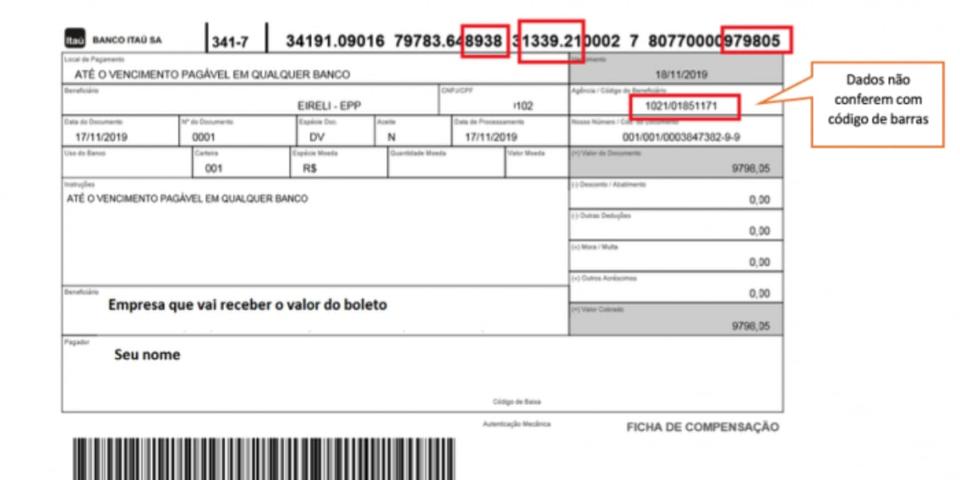 Itaú BANCO ITAÚ SA 341-7 34191.09016 79783.648938 31339.210002 7 80770000979805
Local de Pagamento
ATÉ O VENCIMENTO PAGÁVEL EM QUALQUER BANCO 18/11/2019
Beneficiário CNPJ/CPF Agência / Código do Beneficiário
EIRELI - EPP 102 1021/01851171
Dados não
conferem com
código de barras
Data do Documento Nº do Documento Espécie Doc. Aceite Data de Processamento Nosso Número / Cód. do Documento
17/11/2019 0001 DV N 17/11/2019 001/001/0003847382-9-9
Uso do Banco Carteira Espécie Moeda Quantidade Moeda Valor Moeda (=) Valor do Documento
001 R$ 9798,05
Instruções (-) Desconto / Abatimento
ATÉ O VENCIMENTO PAGÁVEL EM QUALQUER BANCO 0,00
(-) Outras Deduções
0,00
(+) Mora / Multa
0,00
(+) Outros Acréscimos
0,00
Beneficiário
Empresa que vai receber o valor do boleto
(=) Valor Cobrado
9798,05
Pagador
Seu nome
Código de Baixa
Autenticação Mecânica FICHA DE COMPENSAÇÃO